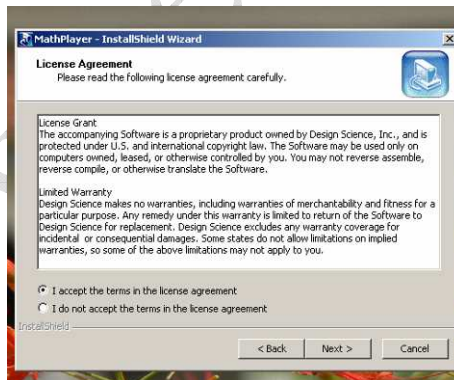 MathPlayer - InstallShield Wizard
License Agreement
Please read the following license agreement carefully.
License Grant
The accompanying Software is a proprietary product owned by Design Science, Inc., and is
protected under U.S. and international copyright law. The Software may be used only on
computers owned, leased, or otherwise controlled by you. You may not reverse assemble,
reverse compile, or otherwise translate the Software.
Limited Warranty
Design Science makes no warranties, including warranties of merchantability and fitness for a
particular purpose. Any remedy under this warranty is limited to return of the Software to
Design Science for replacement. Design Science excludes any warranty coverage for
incidental or consequential damages. Some states do not allow limitations on implied
warranties, so some of the above limitations may not apply to you.
I accept the terms in the license agreement
I do not accept the terms in the license agreement
InstallShield
< Back Next > Cancel